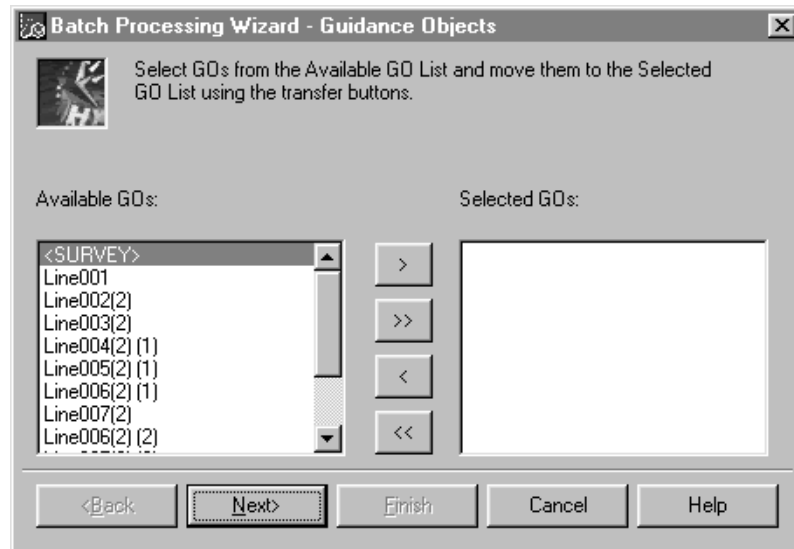 Batch Processing Wizard - Guidance Objects
Select GOs from the Available GO List and move them to the Selected
GO List using the transfer buttons.
Available GOs:
Selected GOs:
<SURVEY>
Line001
Line002(2)
Line003(2)
Line004(2) (1)
Line005(2) (1)
Line006(2) (1)
Line007(2)
Line006(2) (2)
>
>>
<
<<
<Back
Next>
Finish
Cancel
Help